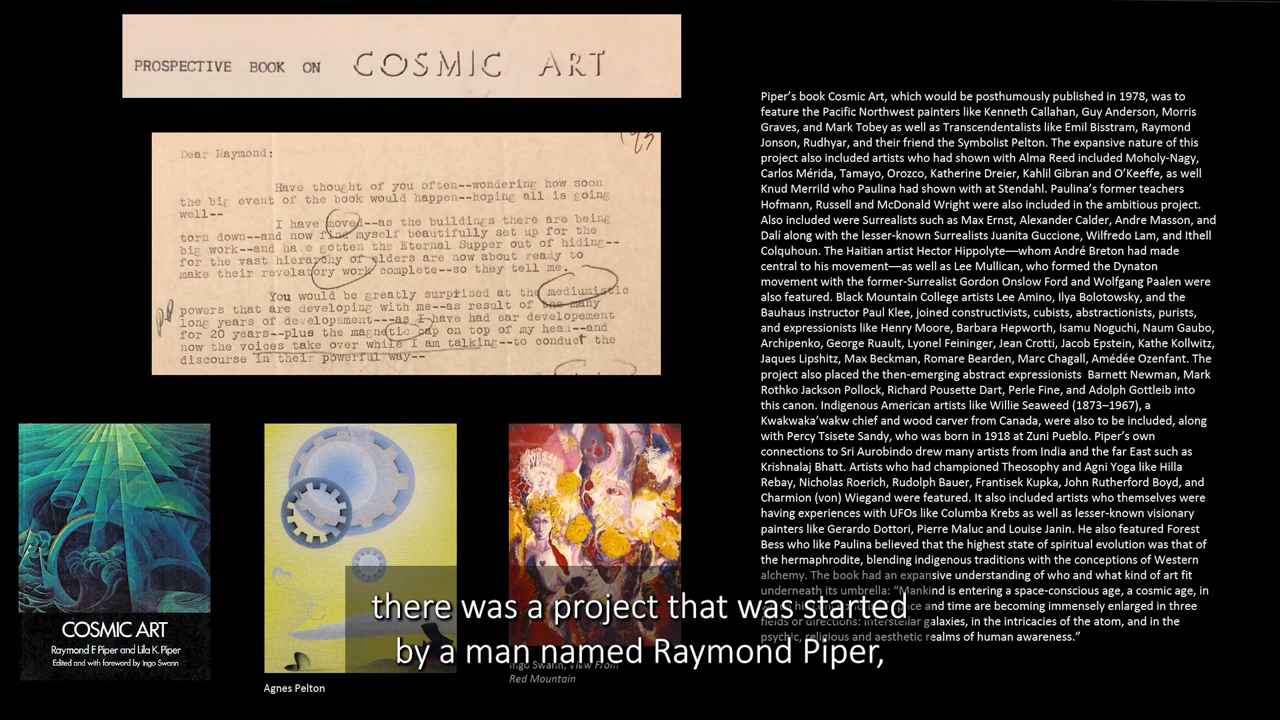 PROSPECTIVE BOOK ON COSMIC ART
Dear Raymond:
Have thought of you often--wondering how soon
the big event of the book would happen--hoping all is going
well--
I have moved--as the buildings there are being
torn down--and now find myself beautifully set up for the
big work--and have gotten the Eternal Supper out of hiding--
for the vast hierarchy of elders are now about ready to
make their revelatory work complete--so they tell me.
You would be greatly surprised at the mediumistic
powers that are developing with me--as result of the many
long years of developement---as I have had ear developement
for 20 years--plus the magnetic cap on top of my head--and
now the voices take over while I am talking--to conduct the
discourse in their powerful way--
COSMIC ART
Raymond F. Piper and Lila K. Piper
Edited and with foreword by Ingo Swann
Agnes Pelton
Ingo Swann, View From
Red Mountain
Piper's book Cosmic Art, which would be posthumously published in 1978, was to
feature the Pacific Northwest painters like Kenneth Callahan, Guy Anderson, Morris
Graves, and Mark Tobey as well as Transcendentalists like Emil Bisstram, Raymond
Jonson, Rudhyar, and their friend the Symbolist Pelton. The expansive nature of this
project also included artists who had shown with Alma Reed included Moholy-Nagy,
Carlos Mérida, Tamayo, Orozco, Katherine Dreier, Kahlil Gibran and O'Keeffe, as well
Knud Merrild who Paulina had shown with at Stendahl. Paulina's former teachers
Hofmann, Russell and McDonald Wright were also included in the ambitious project.
Also included were Surrealists such as Max Ernst, Alexander Calder, Andre Masson, and
Dalí along with the lesser-known Surrealists Juanita Guccione, Wilfredo Lam, and Ithell
Colquhoun. The Haitian artist Hector Hippolyte—whom André Breton had made
central to his movement—as well as Lee Mullican, who formed the Dynaton
movement with the former-Surrealist Gordon Onslow Ford and Wolfgang Paalen were
also featured. Black Mountain College artists Leo Amino, Ilya Bolotowsky, and the
Bauhaus instructor Paul Klee, joined constructivists, cubists, abstractionists, purists,
and expressionists like Henry Moore, Barbara Hepworth, Isamu Noguchi, Naum Gaubo,
Archipenko, George Ruault, Lyonel Feininger, Jean Crotti, Jacob Epstein, Kathe Kollwitz,
Jaques Lipshitz, Max Beckman, Romare Bearden, Marc Chagall, Amédée Ozenfant. The
project also placed the then-emerging abstract expressionists Barnett Newman, Mark
Rothko Jackson Pollock, Richard Pousette Dart, Perle Fine, and Adolph Gottleib into
this canon. Indigenous American artists like Willie Seaweed (1873–1967), a
Kwakwaka'wakw chief and wood carver from Canada, were also to be included, along
with Percy Tsisete Sandy, who was born in 1918 at Zuni Pueblo. Piper's own
connections to Sri Aurobindo drew many artists from India and the far East such as
Krishnalaj Bhatt. Artists who had championed Theosophy and Agni Yoga like Hilla
Rebay, Nicholas Roerich, Rudolph Bauer, Frantisek Kupka, John Rutherford Boyd, and
Charmion (von) Wiegand were featured. It also included artists who themselves were
having experiences with UFOs like Columba Krebs as well as lesser-known visionary
painters like Gerardo Dottori, Pierre Maluc and Louise Janin. He also featured Forest
Bess who like Paulina believed that the highest state of spiritual evolution was that of
the hermaphrodite, blending indigenous traditions with the conceptions of Western
alchemy. The book had an expansive understanding of who and what kind of art fit
underneath its umbrella: "Mankind is entering a space-conscious age, a cosmic age, in
and time are becoming immensely enlarged in three
fields or directions: interstellar galaxies, in the intricacies of the atom, and in the
psychic, religious and aesthetic realms of human awareness."
there was a project that was started
by a man named Raymond Piper,